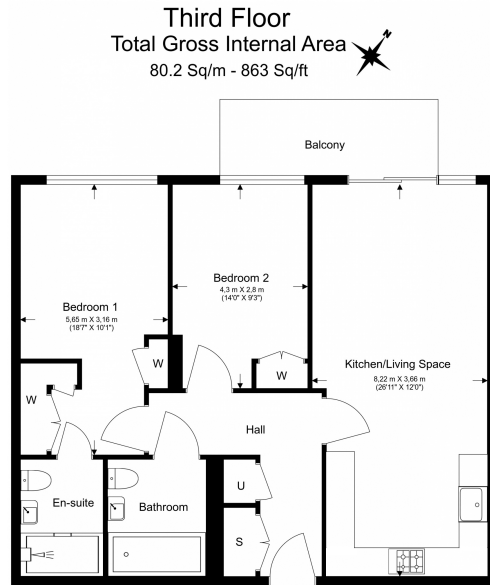 Third Floor
Total Gross Internal Area
80.2 Sq/m - 863 Sq/ft
N
Balcony
Bedroom 1
5,65 m X 3,16 m
(18'7" X 10'1")
Bedroom 2
4,3 m X 2,8 m
(14'0" X 9'3")
Kitchen/Living Space
8,22 m X 3,66 m
(26'11" X 12'0")
W
W
W
Hall
En-suite
Bathroom
U
S